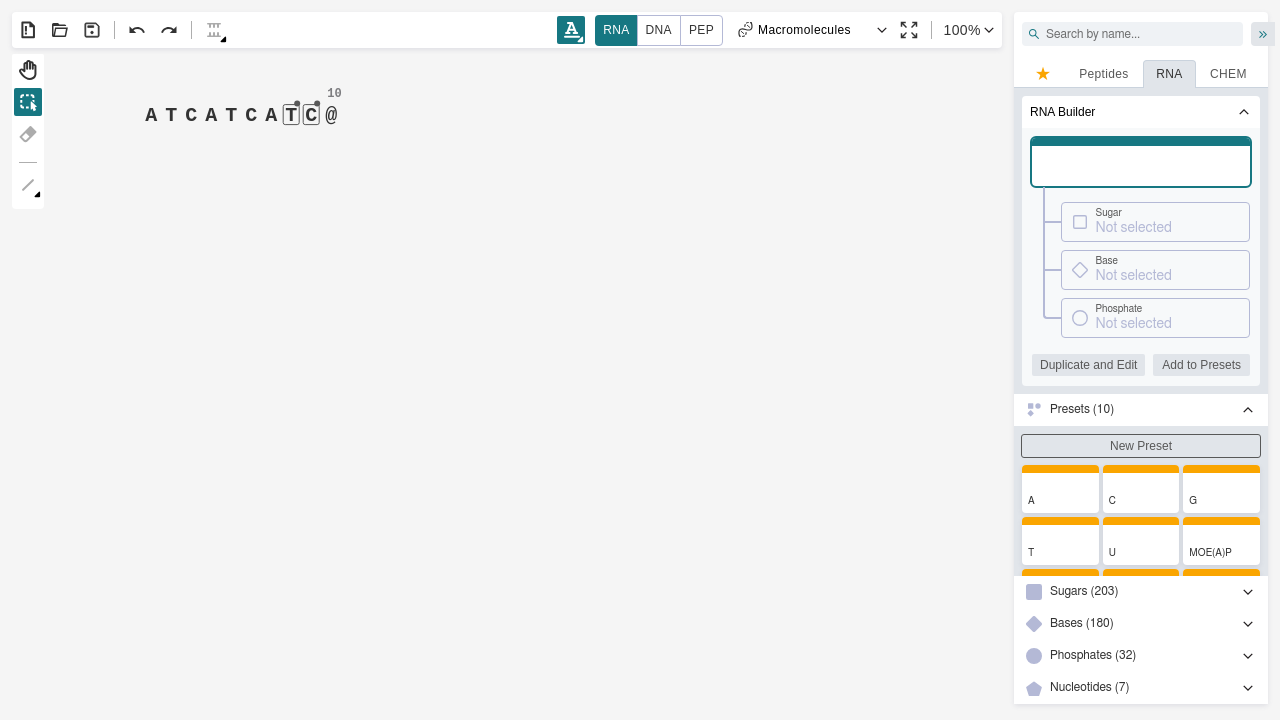 A RNA DNA PEP Macromolecules 100%
Search by name...
Peptides RNA CHEM
10
A T C A T C A T C @
RNA Builder
Sugar
Not selected
Base
Not selected
Phosphate
Not selected
Duplicate and Edit Add to Presets
Presets (10)
New Preset
A C G
T U MOE(A)P
Sugars (203)
Bases (180)
Phosphates (32)
Nucleotides (7)